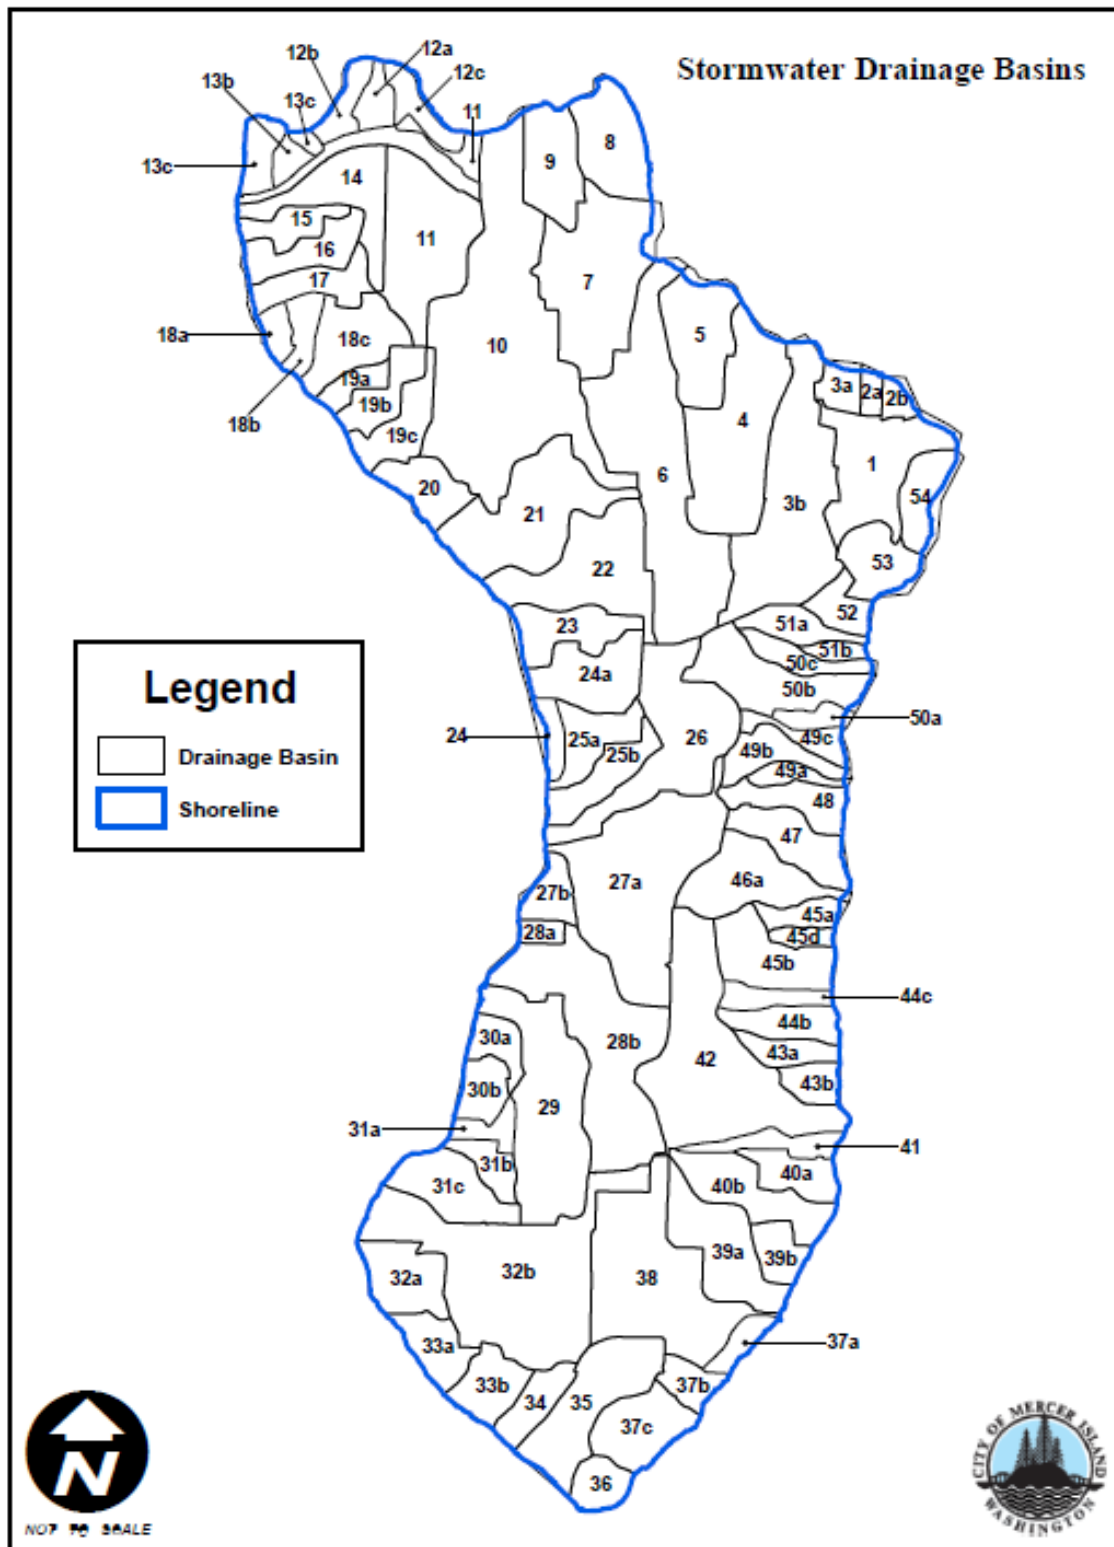 Stormwater Drainage Basins
12a
12b
12c
13b
13c
11
13c
14
9
8
15
16
11
17
7
18a
18c
10
5
19a
3a
2a
2b
19b
18b
19c
4
1
20
6
54
21
3b
22
53
23
51a
52
51b
24a
50c
50b
24
25a
25b
26
50a
49c
49b
49a
48
47
27b
27a
46a
28a
45a
45d
45b
44c
44b
30a
28b
42
43a
30b
43b
29
31a
41
31b
40a
31c
40b
32a
32b
38
39a
39b
33a
37a
33b
34
35
37b
37c
36
Legend
Drainage Basin
Shoreline
N
NOT TO SCALE
CITY OF MERCER ISLAND
WASHINGTON